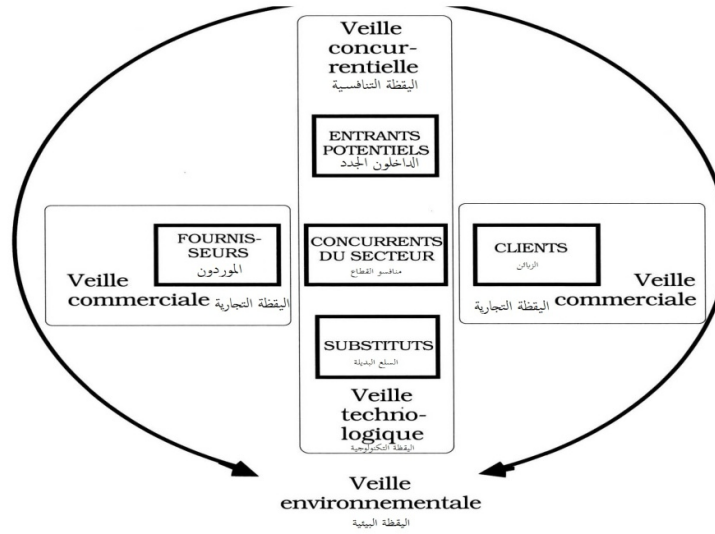 Veille
concur-
rentielle
اليقظة التنافسية
ENTRANTS
POTENTIELS
الداخلون الجدد
FOURNIS-
SEURS
الموردون
Veille
commerciale اليقظة التجارية
CONCURRENTS
DU SECTEUR
منافسو القطاع
CLIENTS
الزبائن
Veille
اليقظة التجارية commerciale
SUBSTITUTS
السلع البديلة
Veille
techno-
logique
اليقظة التكنولوجية
Veille
environnementale
اليقظة البيئية